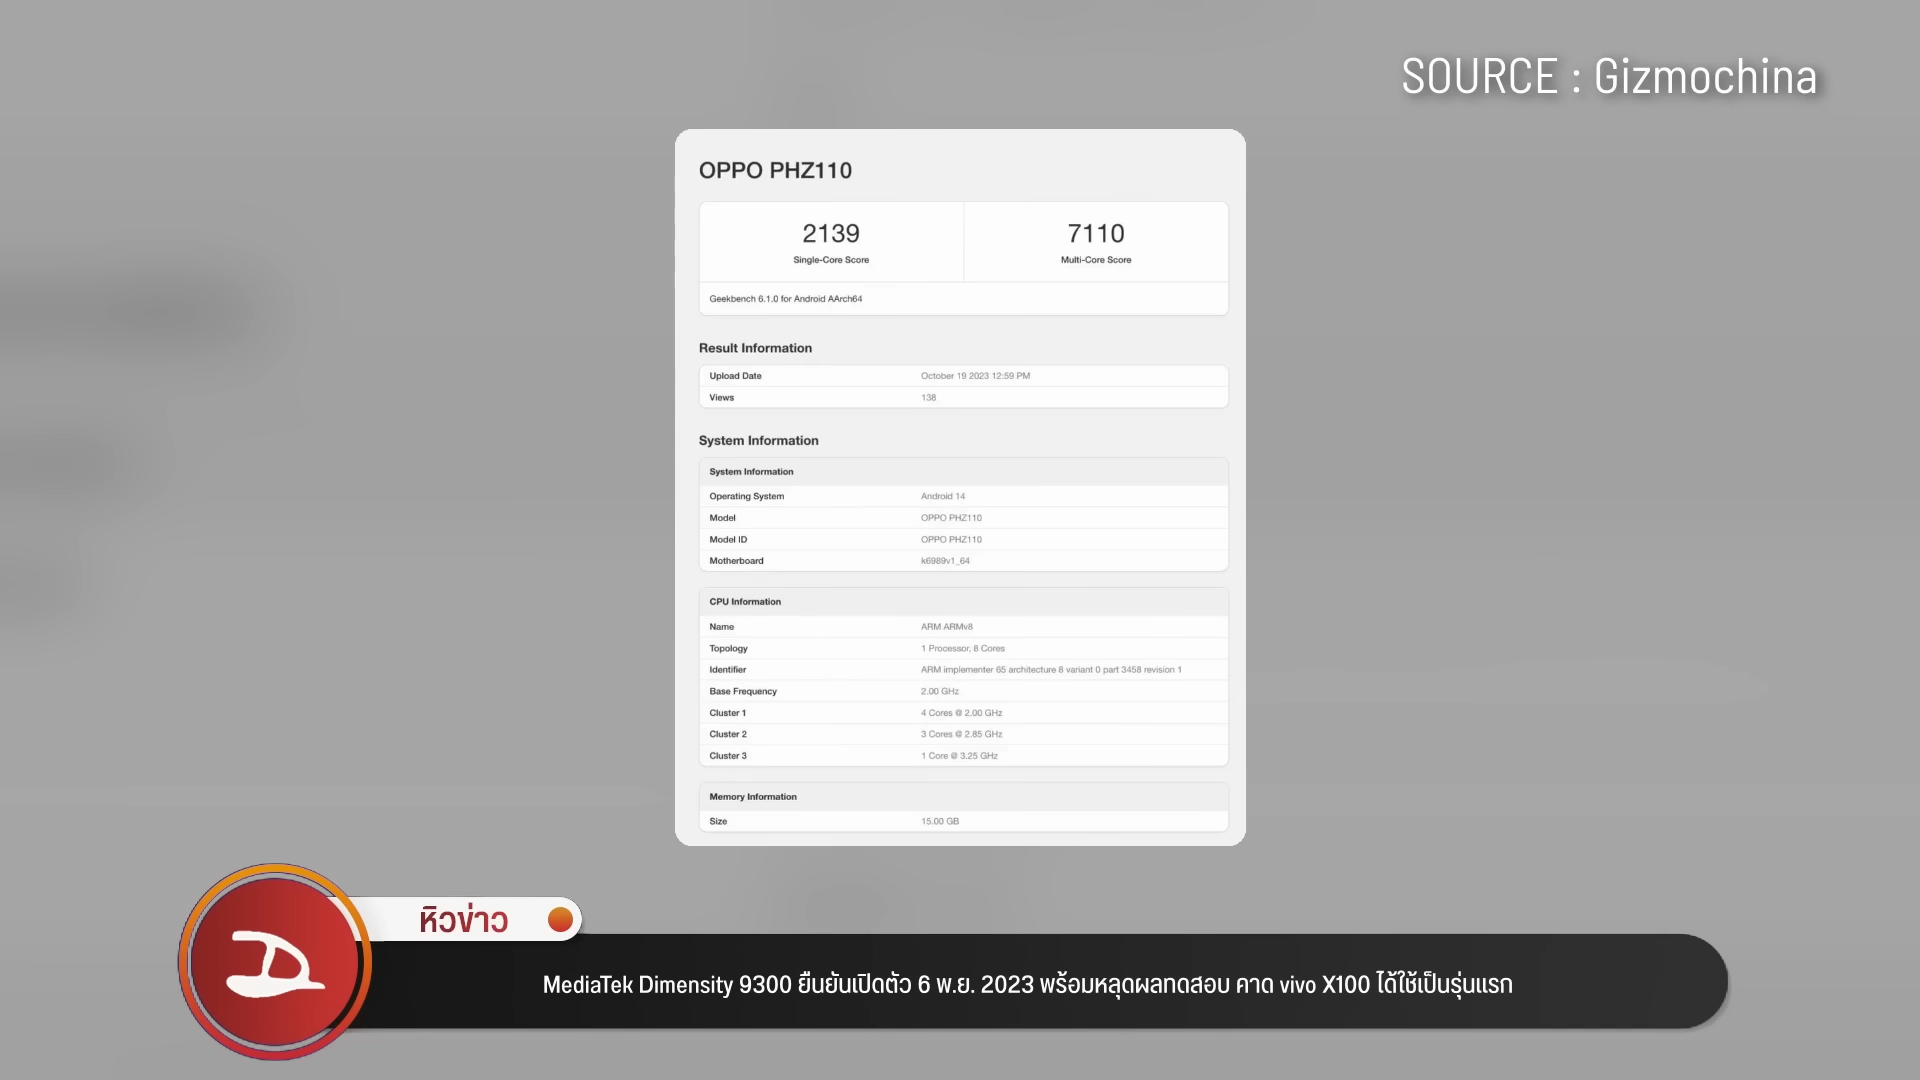 SOURCE : Gizmochina
OPPO PHZ110
2139 7110
Single-Core Score Multi-Core Score
Geekbench 6.1.0 for Android AArch64
Result Information
Upload Date October 19 2023 12:59 PM
Views 138
System Information
System Information
Operating System Android 14
Model OPPO PHZ110
Model ID OPPO PHZ110
Motherboard k6989v1_64
CPU Information
Name ARM ARMv8
Topology 1 Processor, 8 Cores
Identifier ARM implementer 65 architecture 8 variant 0 part 3458 revision 1
Base Frequency 2.00 GHz
Cluster 1 4 Cores @ 2.00 GHz
Cluster 2 3 Cores @ 2.85 GHz
Cluster 3 1 Core @ 3.25 GHz
Memory Information
Size 15.00 GB
หิวข่าว
MediaTek Dimensity 9300 ยืนยันเปิดตัว 6 พ.ย. 2023 พร้อมหลุดผลทดสอบ คาด vivo X100 ได้ใช้เป็นรุ่นแรก